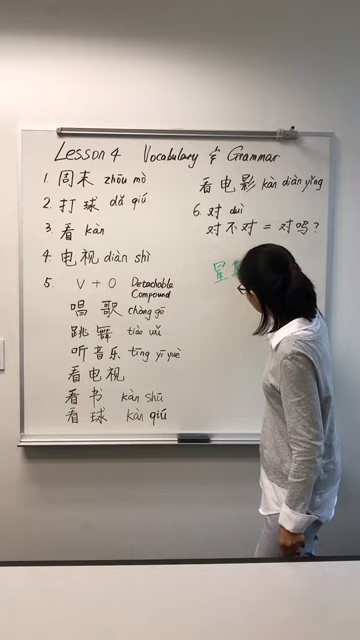 Lesson 4 Vocabulary & Grammar
1. 周末 zhōu mò
2. 打球 dǎ qiú
3. 看 kàn
4. 电视 diàn shì
5. V + O Detachable Compound
唱歌 chàng gē
跳舞 tiào
听音乐 tīng yī yuè
看电视
看书 kàn shū
看球 kàn qiú
看电影 kàn diàn yǐng
6. 对 duì
对不对 = 对吗?
星